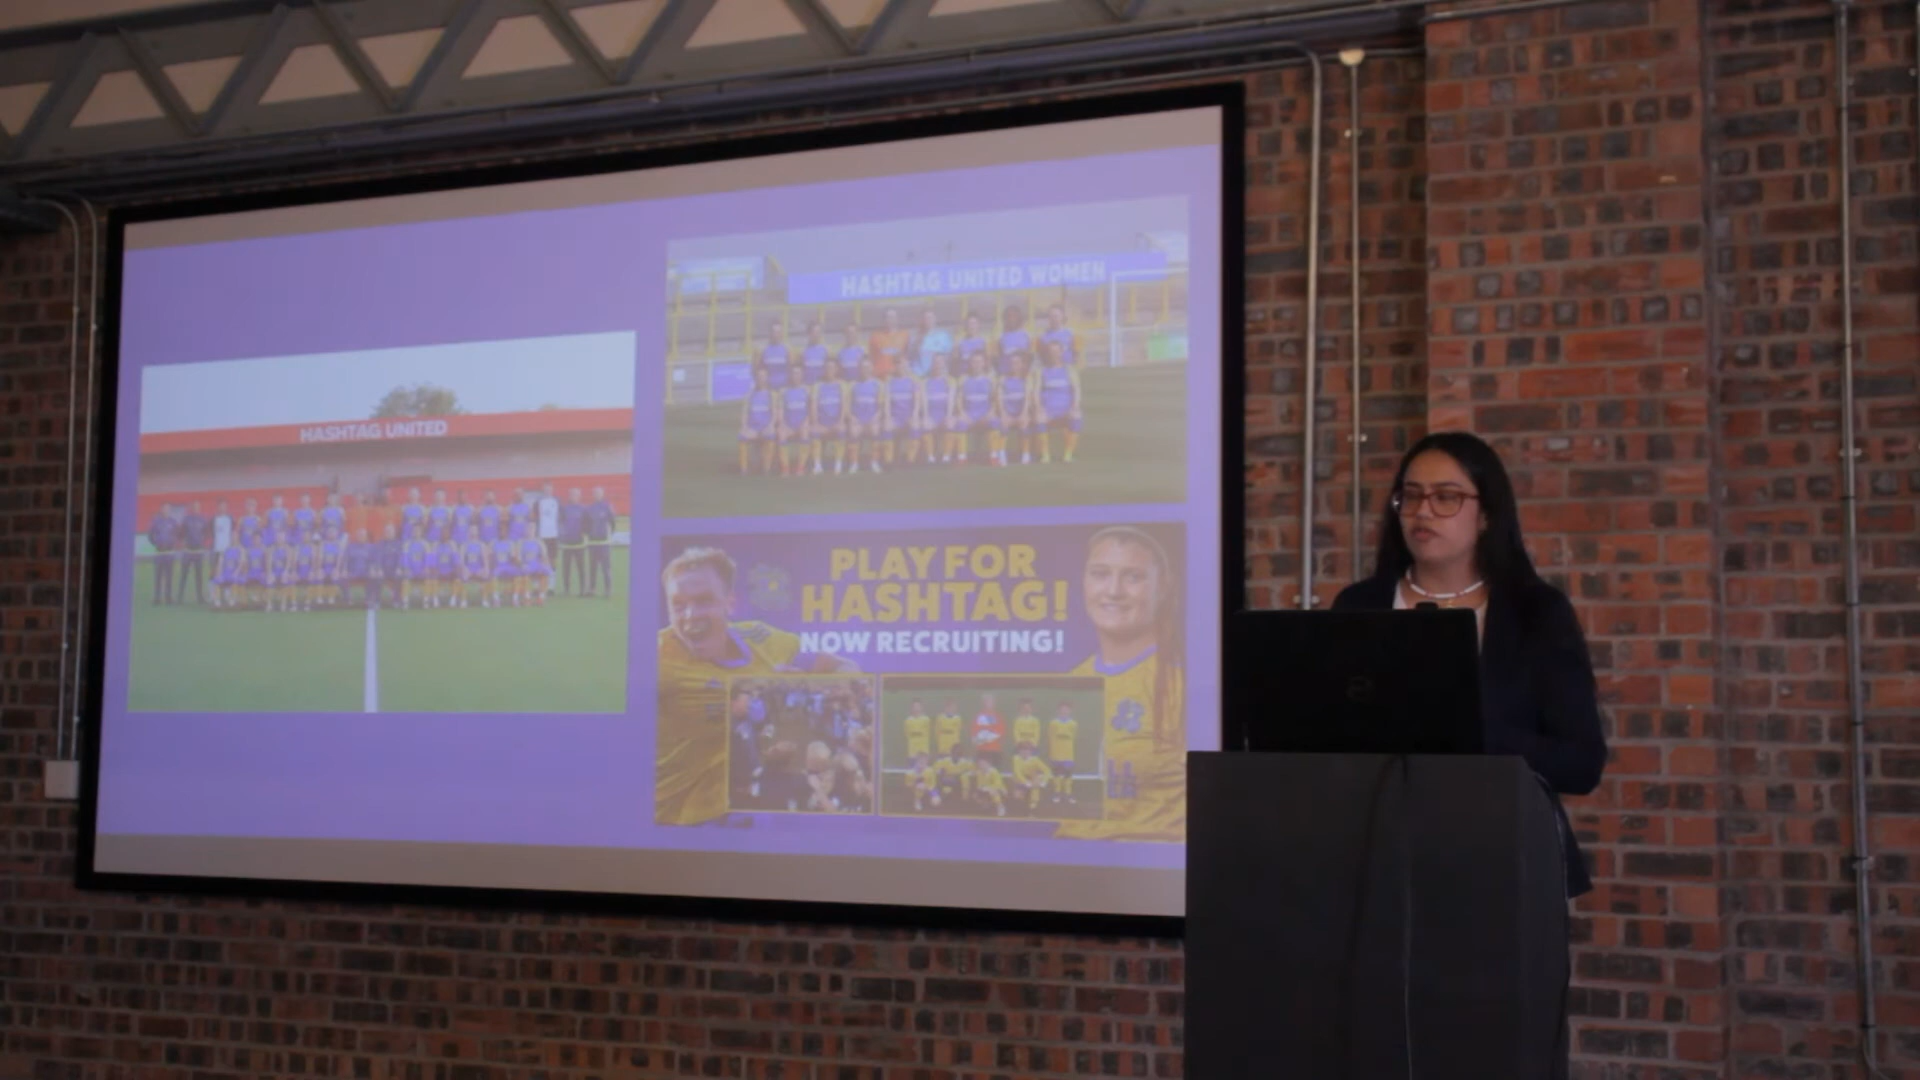 HASHTAG UNITED
HASHTAG UNITED WOMEN
PLAY FOR
HASHTAG!
NOW RECRUITING!